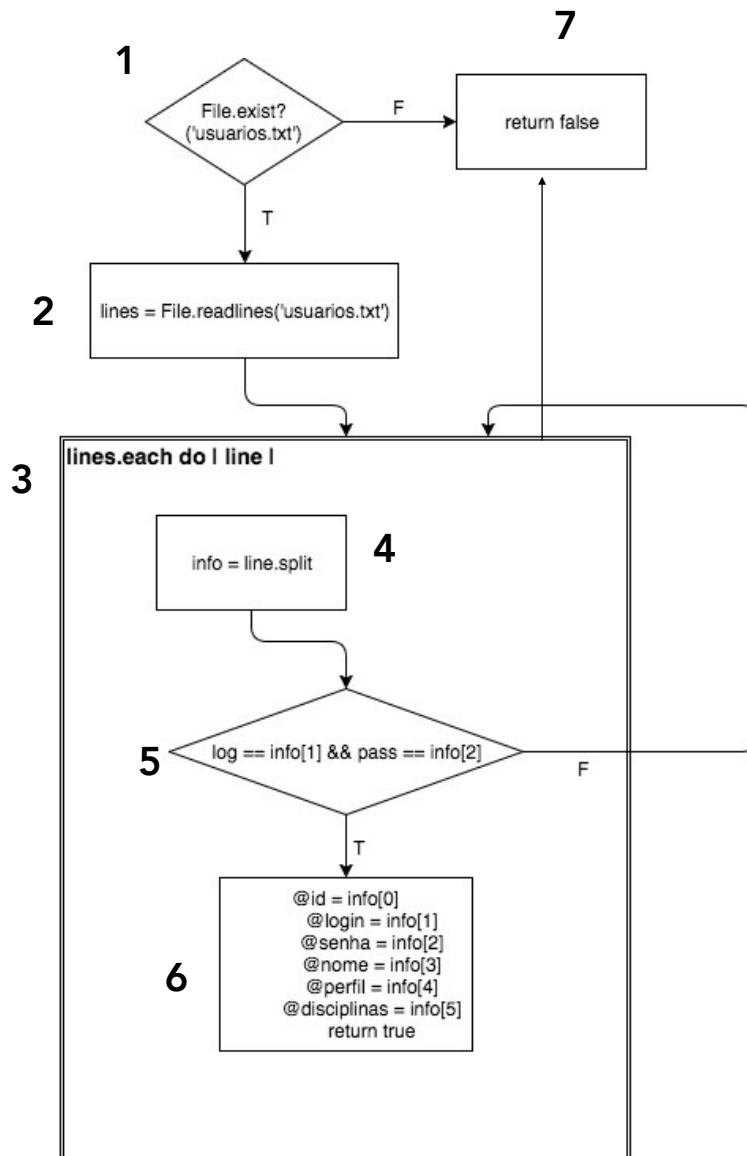 1
7
File.exist?
('usuarios.txt')
F
return false
T
2
lines = File.readlines('usuarios.txt')
lines.each do | line |
3
info = line.split
4
5
log == info[1] && pass == info[2]
F
T
6
@id = info[0]
@login = info[1]
@senha = info[2]
@nome = info[3]
@perfil = info[4]
@disciplinas = info[5]
return true